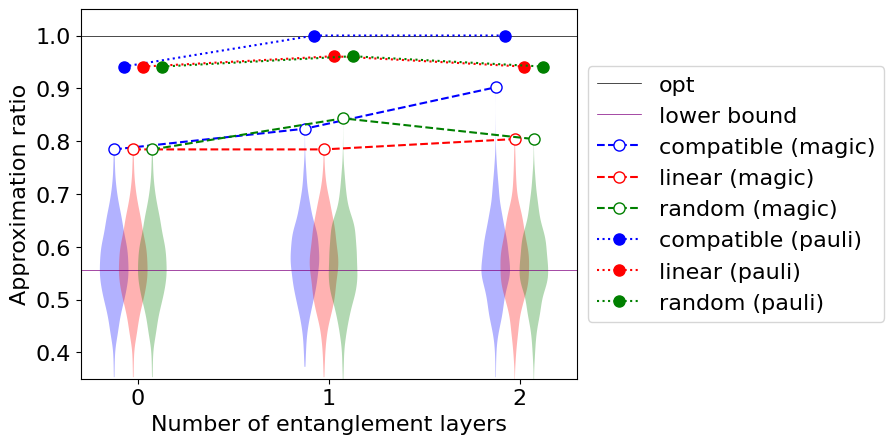 Approximation ratio
1.0
0.9
0.8
0.7
0.6
0.5
0.4
0
1
2
Number of entanglement layers
opt
lower bound
compatible (magic)
linear (magic)
random (magic)
compatible (pauli)
linear (pauli)
random (pauli)